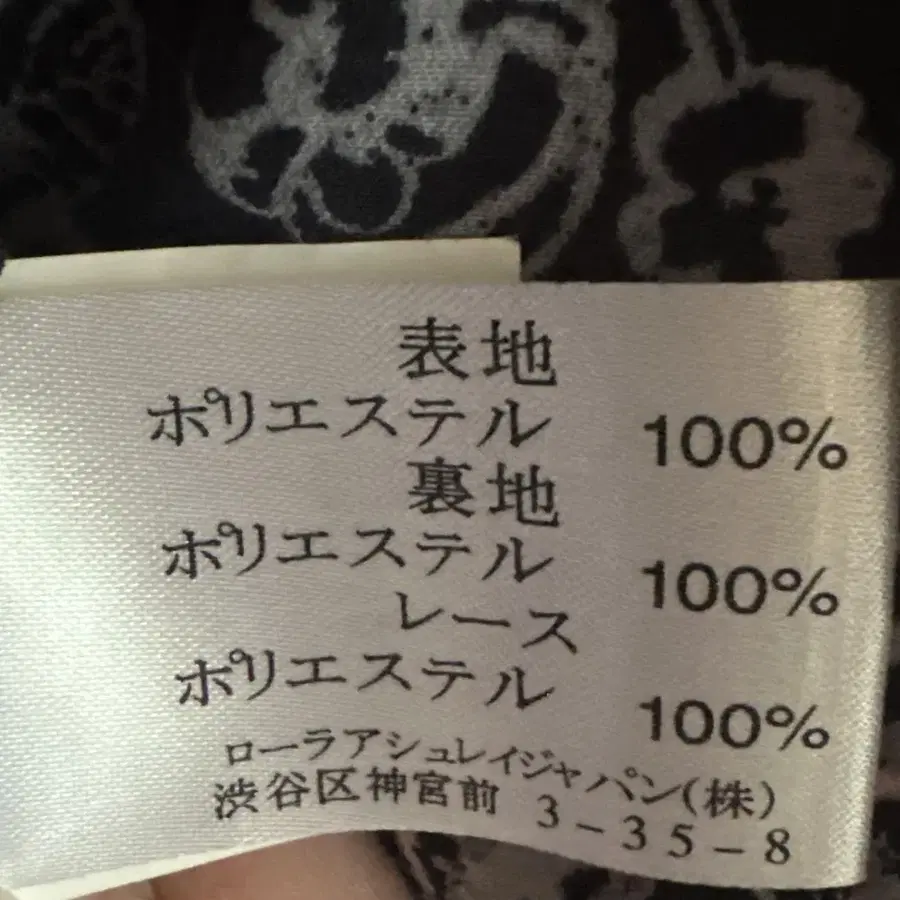 表地
ポリエステル 100%
裏地
ポリエステル 100%
レース
ポリエステル 100%
ローラアシュレイジャパン(株)
渋谷区神宮前 3-35-8